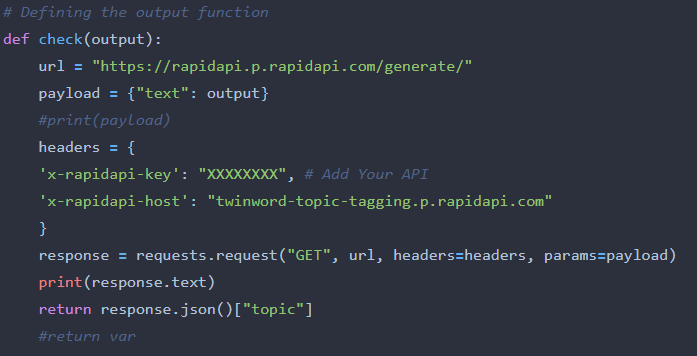 # Defining the output function
def check(output):
    url = "https://rapidapi.p.rapidapi.com/generate/"
    payload = {"text": output}
    #print(payload)
    headers = {
    'x-rapidapi-key': "XXXXXXXX", # Add Your API
    'x-rapidapi-host': "twinword-topic-tagging.p.rapidapi.com"
    }
    response = requests.request("GET", url, headers=headers, params=payload)
    print(response.text)
    return response.json()["topic"]
    #return var